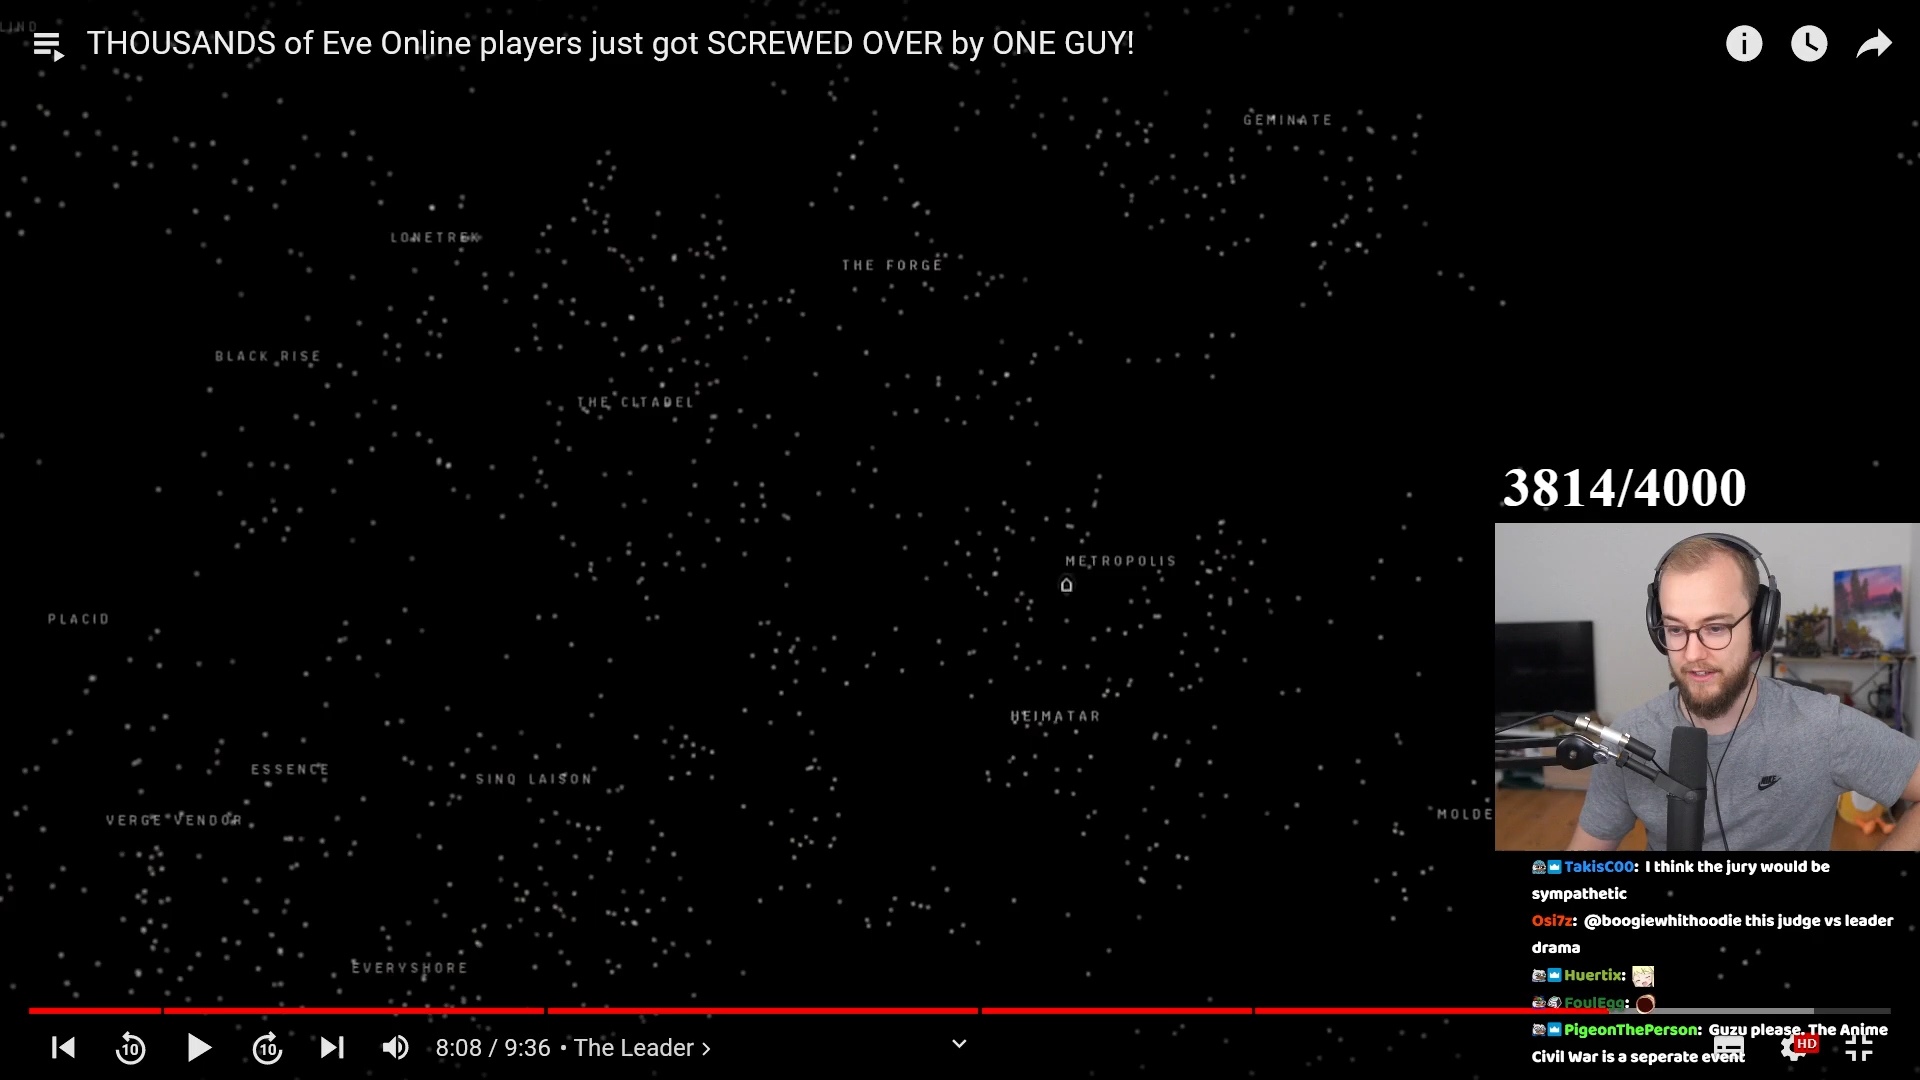 THOUSANDS of Eve Online players just got SCREWED OVER by ONE GUY!
GEMINATE
LONETREK
THE FORGE
BLACK RISE
THE CITADEL
3814/4000
METROPOLIS
PLACID
HEIMATAR
ESSENCE
SINQ LAISON
VERGE VENDOR
MOLDE
TakisC00: I think the jury would be
sympathetic
Osi7z: @boogiewhithoodie this judge vs leader
drama
EVERYSHORE
Huertix:
FoulEgg:
PigeonThePerson: Guzu please. The Anime
Civil War is a seperate event
10
10
8:08 / 9:36 • The Leader
HD